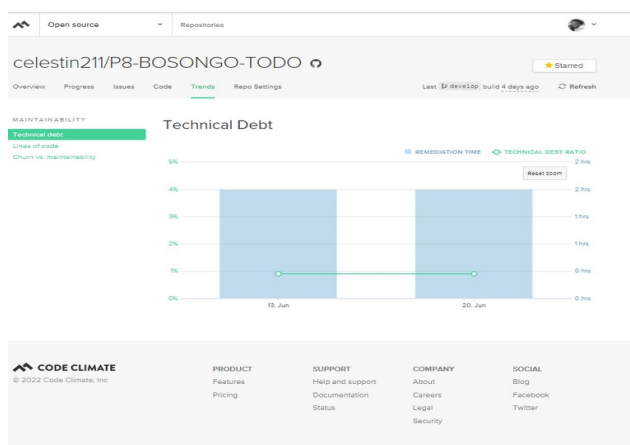 Open source
Repositories
celestin211/P8-BOSONGO-TODO
Starred
Overview Progress Issues Code Trends Repo Settings
Last develop build 4 days ago Refresh
MAINTAINABILITY
Technical debt
Lines of code
Churn vs. maintainability
Technical Debt
REMEDIATION TIME TECHNICAL DEBT RATIO
5% 2 hrs
Reset zoom
4% 2 hrs
3% 1 hrs
2% 1 hrs
1% 0 hrs
0% 0 hrs
13. Jun 20. Jun
CODE CLIMATE
© 2022 Code Climate, Inc
PRODUCT
Features
Pricing
SUPPORT
Help and support
Documentation
Status
COMPANY
About
Careers
Legal
Security
SOCIAL
Blog
Facebook
Twitter